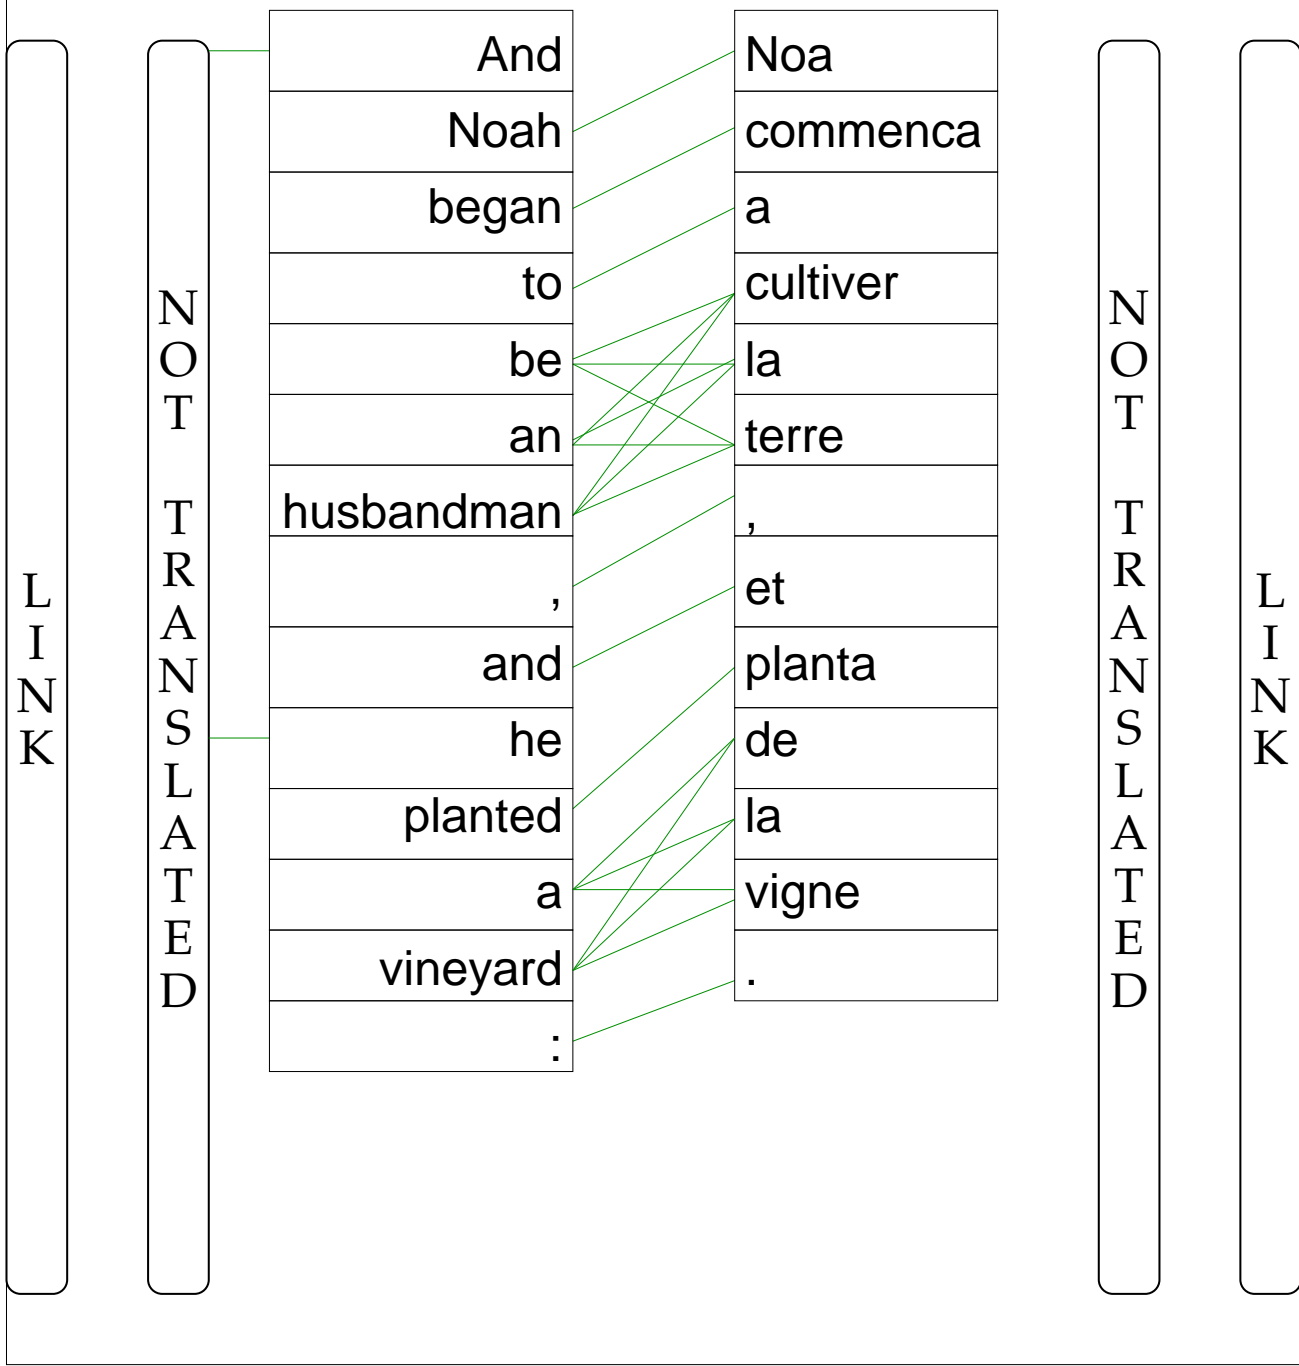 LINK
NOT TRANSLATED
And
Noah
began
to
be
an
husbandman
,
and
he
planted
a
vineyard
:
Noa
commenca
a
cultiver
la
terre
,
et
planta
de
la
vigne
.
NOT TRANSLATED
LINK